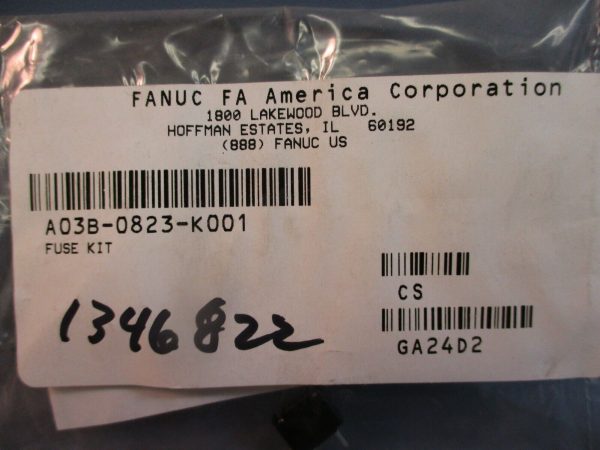 FANUC FA America Corporation
1800 LAKEWOOD BLVD.
HOFFMAN ESTATES, IL 60192
(888) FANUC US
A03B-0823-K001
FUSE KIT
CS
GA24D2
1346822